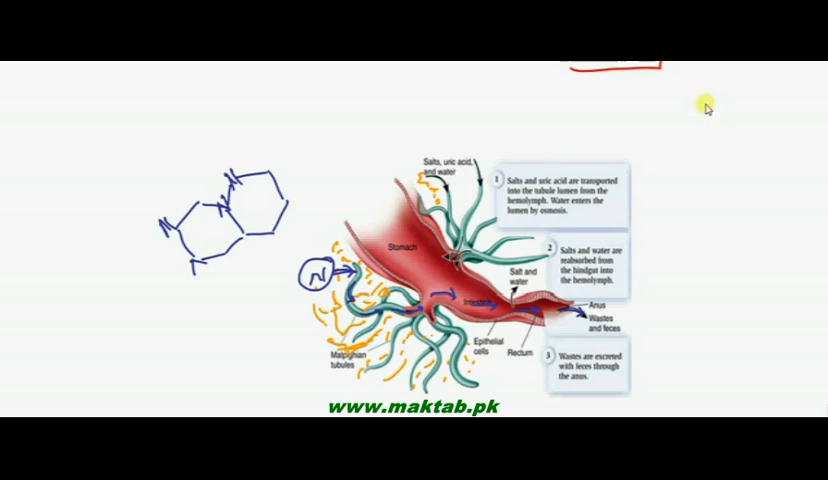 Salts, uric acid,
and water
1
Salts and uric acid are transported
into the tubule lumen from the
hemolymph. Water enters the
lumen by osmosis.
Stomach
2
Salts and water are
reabsorbed from
the hindgut into
the hemolymph.
Salt and
water
N
N
N
N
N
Anus
Wastes
and feces
Epithelial
cells
Rectum
Malpighian
tubules
3
Wastes are excreted
with feces through
the anus.
www.maktab.pk